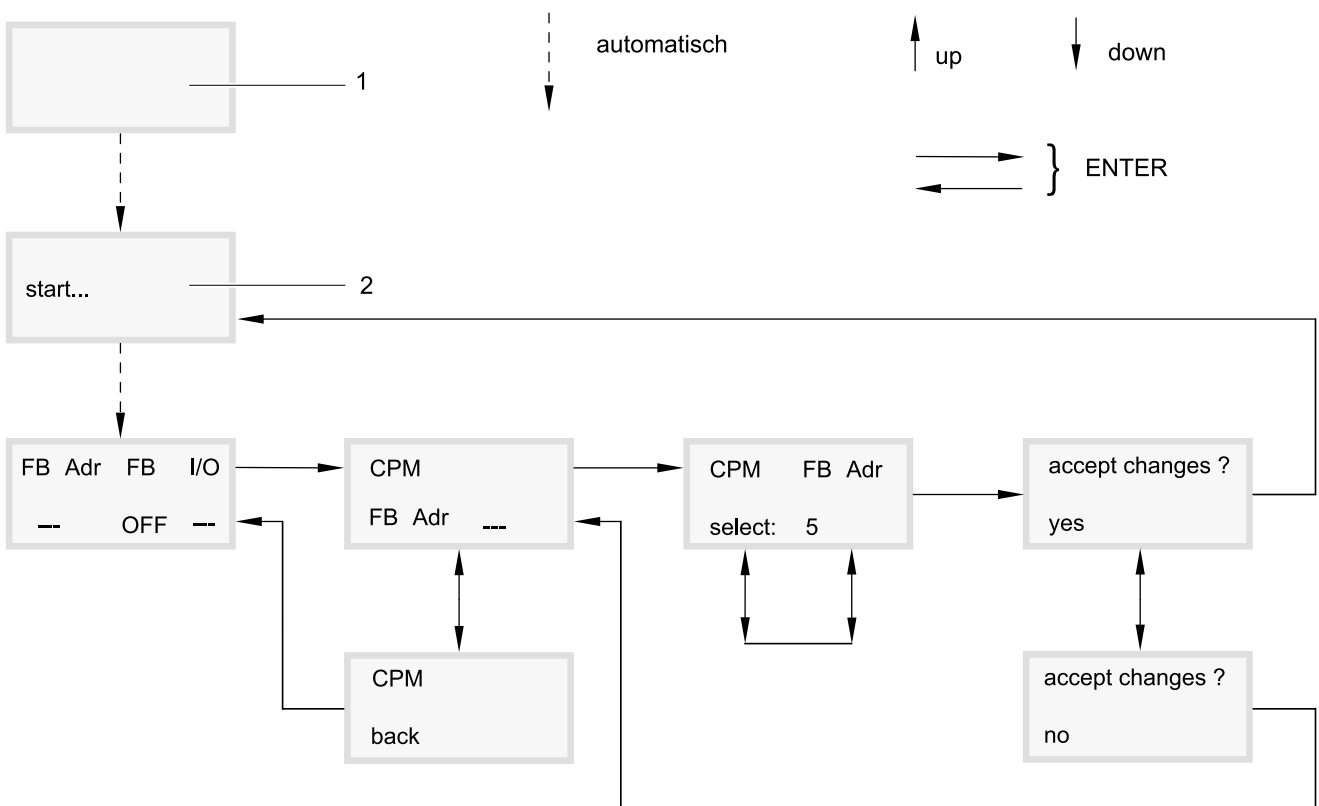 automatisch
up
down
1
ENTER
start...
2
FB Adr FB I/O
-- OFF --
CPM
FB Adr ---
CPM FB Adr
select: 5
accept changes ?
yes
CPM
back
accept changes ?
no